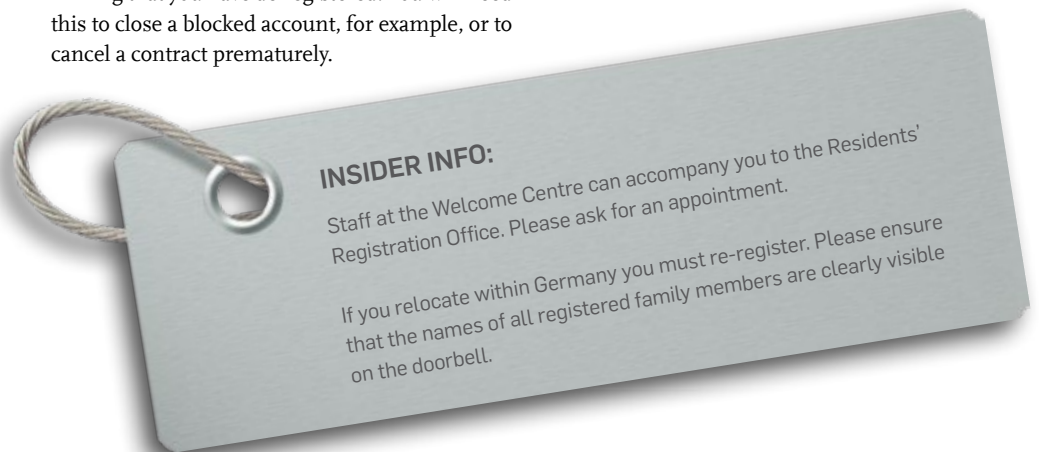 this to close a blocked account, for example, or to
cancel a contract prematurely.
INSIDER INFO:
Staff at the Welcome Centre can accompany you to the Residents’
Registration Office. Please ask for an appointment.
If you relocate within Germany you must re-register. Please ensure
that the names of all registered family members are clearly visible
on the doorbell.